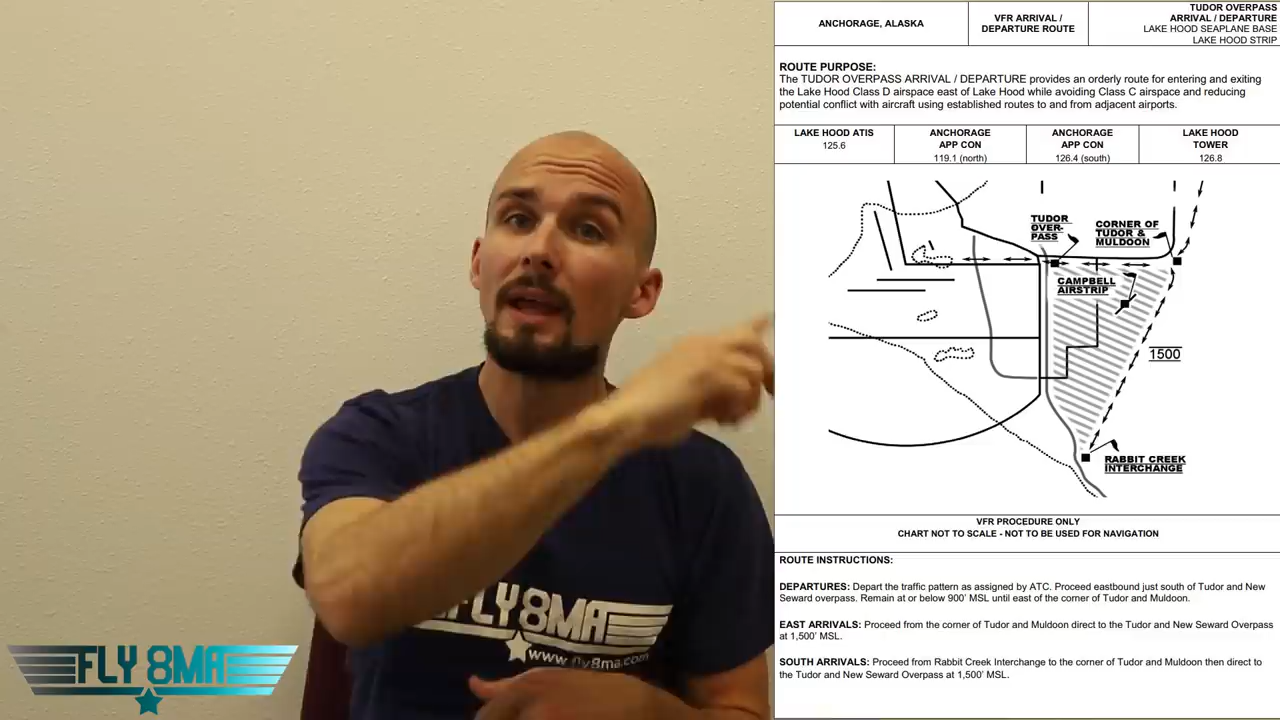 ANCHORAGE, ALASKA
VFR ARRIVAL /
DEPARTURE ROUTE
TUDOR OVERPASS
ARRIVAL / DEPARTURE
LAKE HOOD SEAPLANE BASE
LAKE HOOD STRIP
ROUTE PURPOSE:
The TUDOR OVERPASS ARRIVAL / DEPARTURE provides an orderly route for entering and exiting
the Lake Hood Class D airspace east of Lake Hood while avoiding Class C airspace and reducing
potential conflict with aircraft using established routes to and from adjacent airports.
LAKE HOOD ATIS
125.6
ANCHORAGE
APP CON
119.1 (north)
ANCHORAGE
APP CON
126.4 (south)
LAKE HOOD
TOWER
126.8
TUDOR
OVER-
PASS
CORNER OF
TUDOR &
MULDOON
CAMPBELL
AIRSTRIP
1500
RABBIT CREEK
INTERCHANGE
VFR PROCEDURE ONLY
CHART NOT TO SCALE - NOT TO BE USED FOR NAVIGATION
ROUTE INSTRUCTIONS:
DEPARTURES: Depart the traffic pattern as assigned by ATC. Proceed eastbound just south of Tudor and New
Seward overpass. Remain at or below 900' MSL until east of the corner of Tudor and Muldoon.
EAST ARRIVALS: Proceed from the corner of Tudor and Muldoon direct to the Tudor and New Seward Overpass
at 1,500' MSL.
SOUTH ARRIVALS: Proceed from Rabbit Creek Interchange to the corner of Tudor and Muldoon then direct to
the Tudor and New Seward Overpass at 1,500' MSL.
FLY8MA
www.fly8ma.com
FLY 8MA